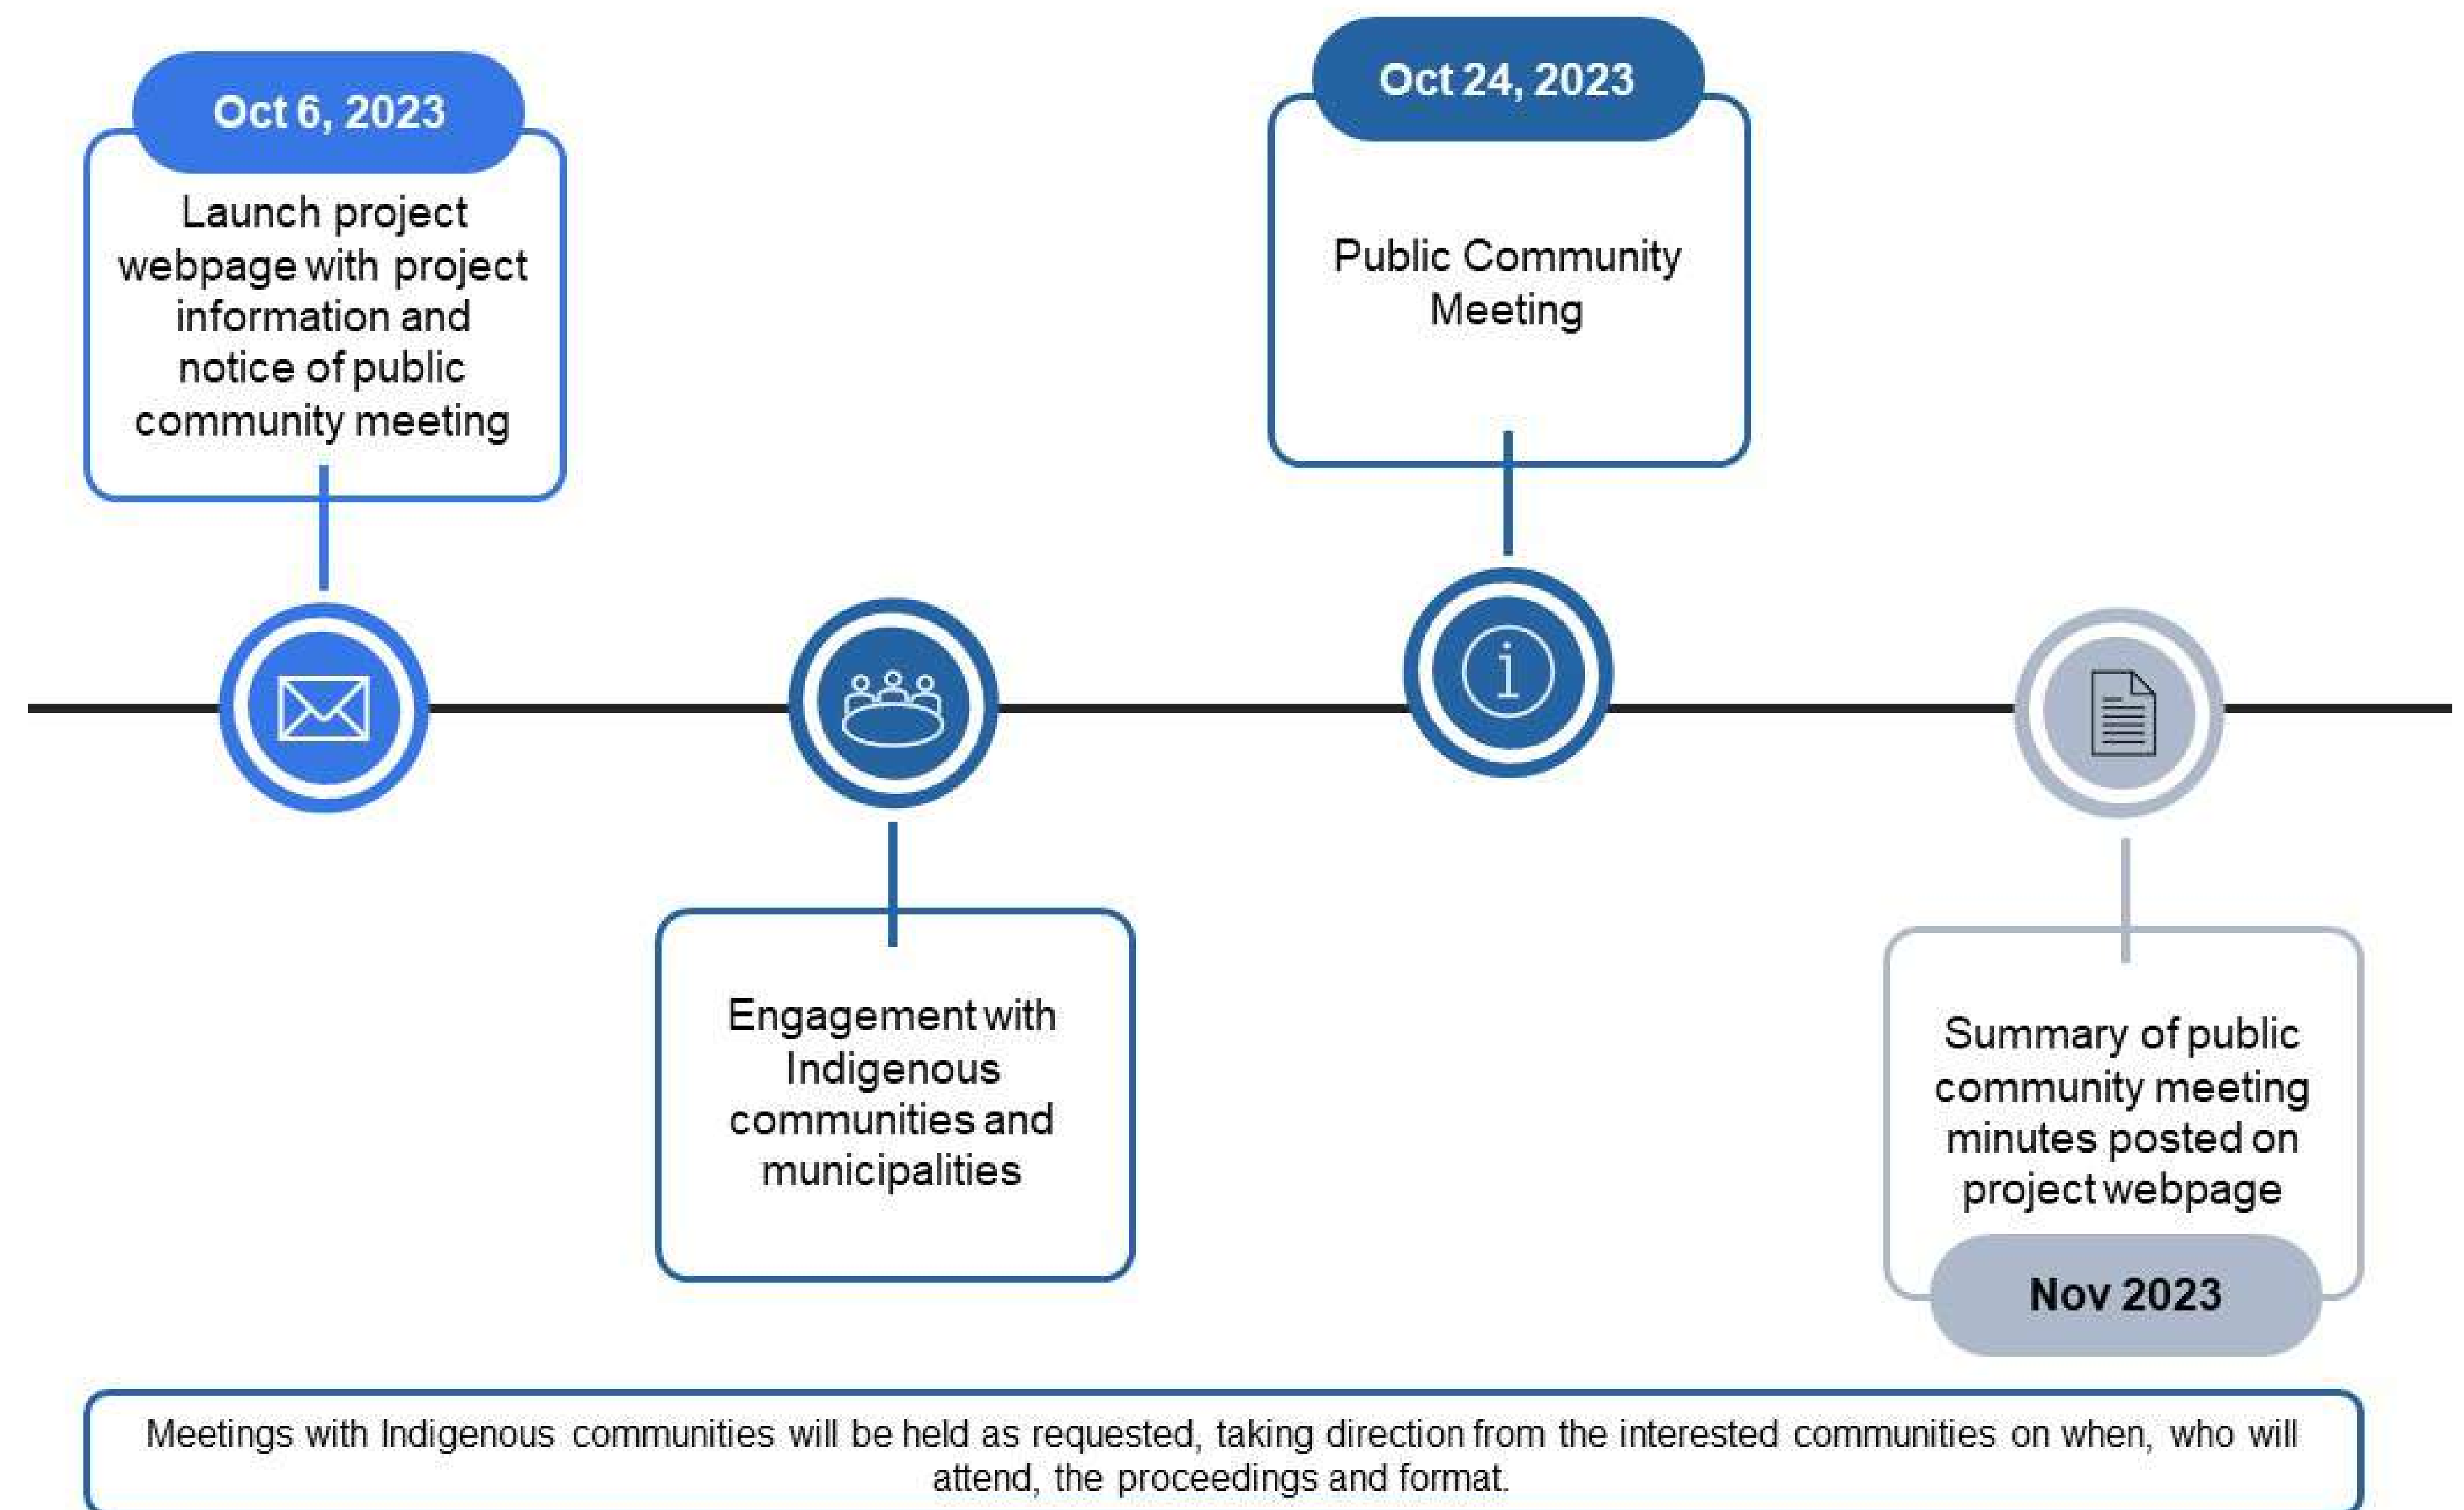 Oct 6, 2023
Launch project
webpage with project
information and
notice of public
community meeting
Engagement with
Indigenous
communities and
municipalities
Oct 24, 2023
Public Community
Meeting
i
Summary of public
community meeting
minutes posted on
project webpage
Nov 2023
Meetings with Indigenous communities will be held as requested, taking direction from the interested communities on when, who will
attend, the proceedings and format.